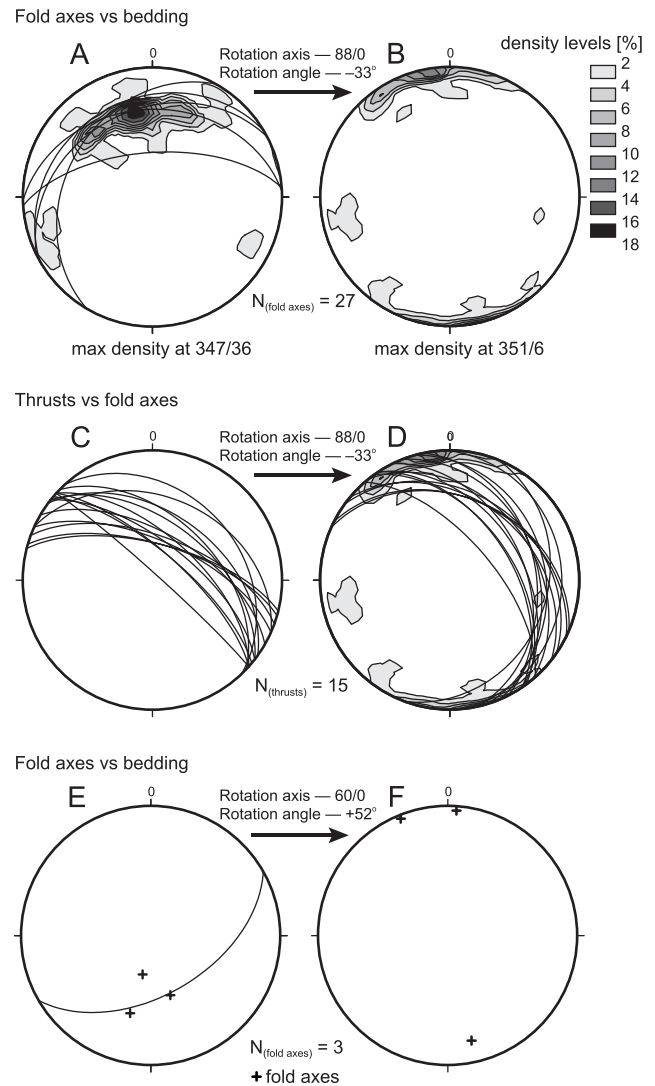 Fold axes vs bedding
A
0
Rotation axis — 88/0
Rotation angle — –33°
B
0
density levels [%]
2
4
6
8
10
12
14
16
18
N(fold axes) = 27
max density at 347/36
max density at 351/6
Thrusts vs fold axes
C
0
Rotation axis — 88/0
Rotation angle — –33°
D
0
N(thrusts) = 15
Fold axes vs bedding
E
0
Rotation axis — 60/0
Rotation angle — +52°
F
0
N(fold axes) = 3
+ fold axes